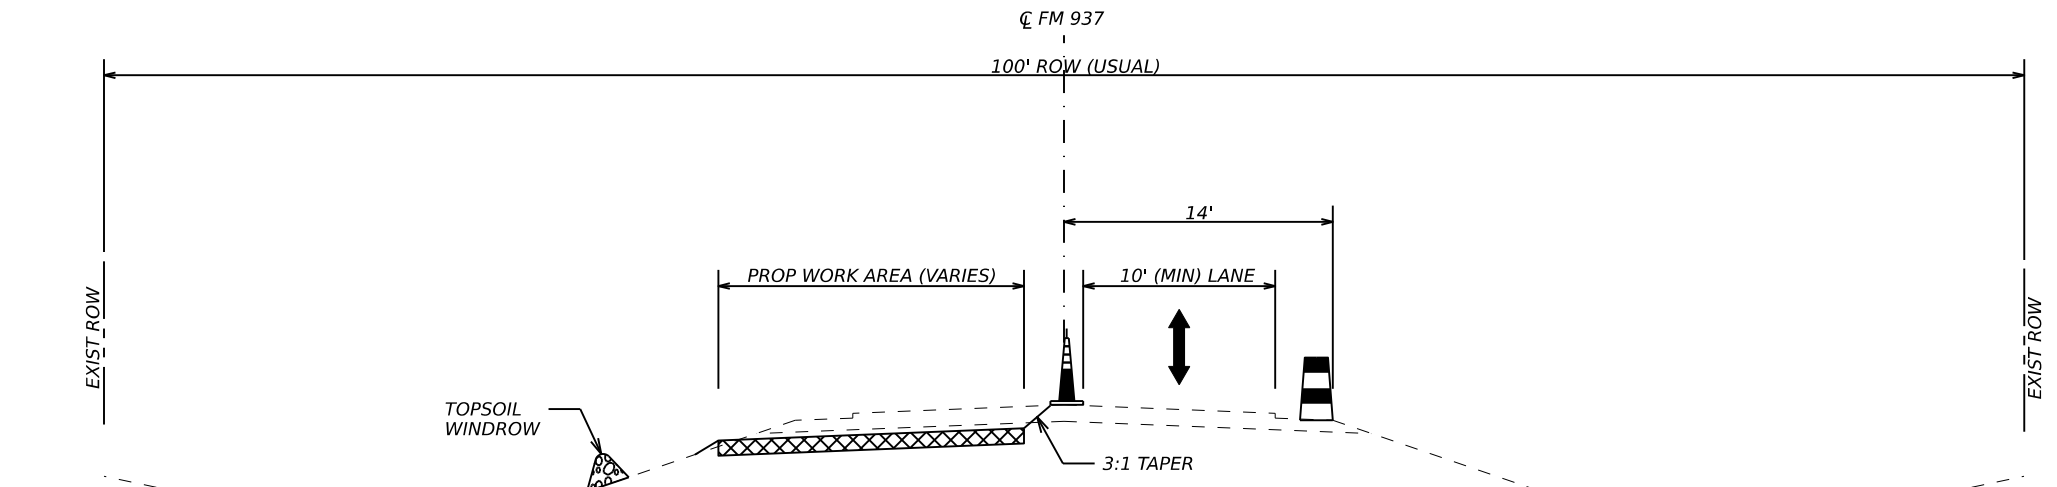 ℄ FM 937
100' ROW (USUAL)
14'
PROP WORK AREA (VARIES)
10' (MIN) LANE
EXIST ROW
EXIST ROW
TOPSOIL
WINDROW
3:1 TAPER